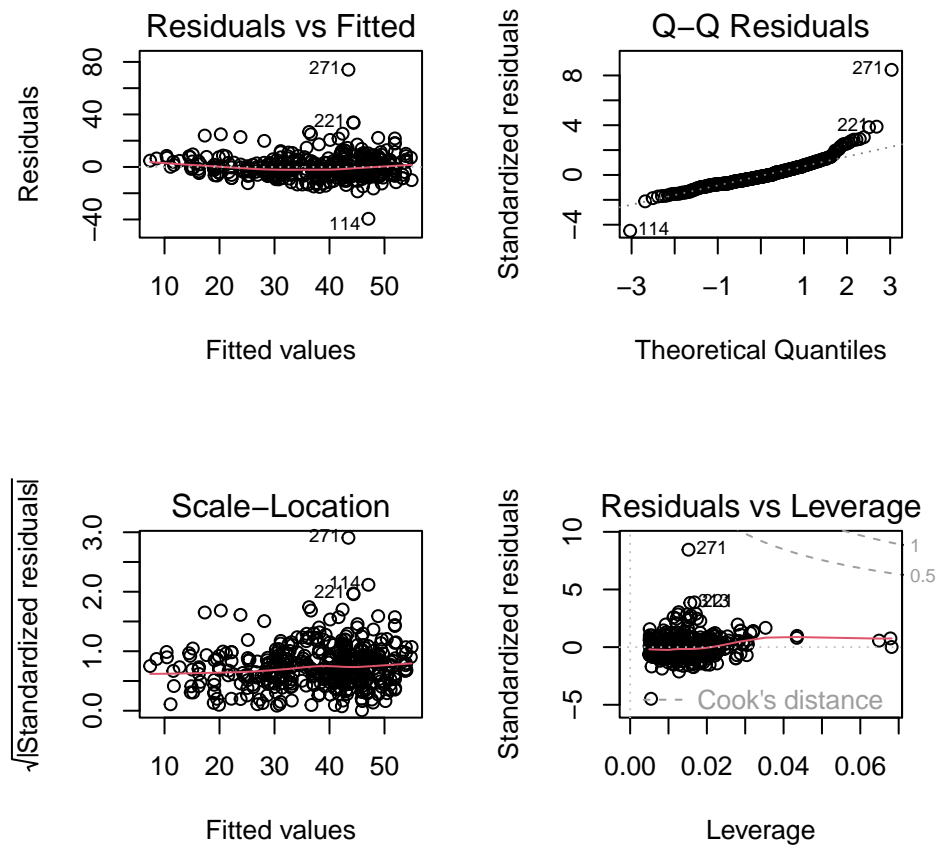 Residuals vs Fitted
Residuals
80
40
0
−40
271
221
114
10 20 30 40 50
Fitted values
Q−Q Residuals
Standardized residuals
8
4
0
−4
271
221
114
−3 −1 1 2 3
Theoretical Quantiles
Scale−Location
√|Standardized residuals|
3.0
2.0
1.0
0.0
271
114
221
10 20 30 40 50
Fitted values
Residuals vs Leverage
Standardized residuals
10
5
0
−5
271
1
0.5
Cook's distance
0.00 0.02 0.04 0.06
Leverage